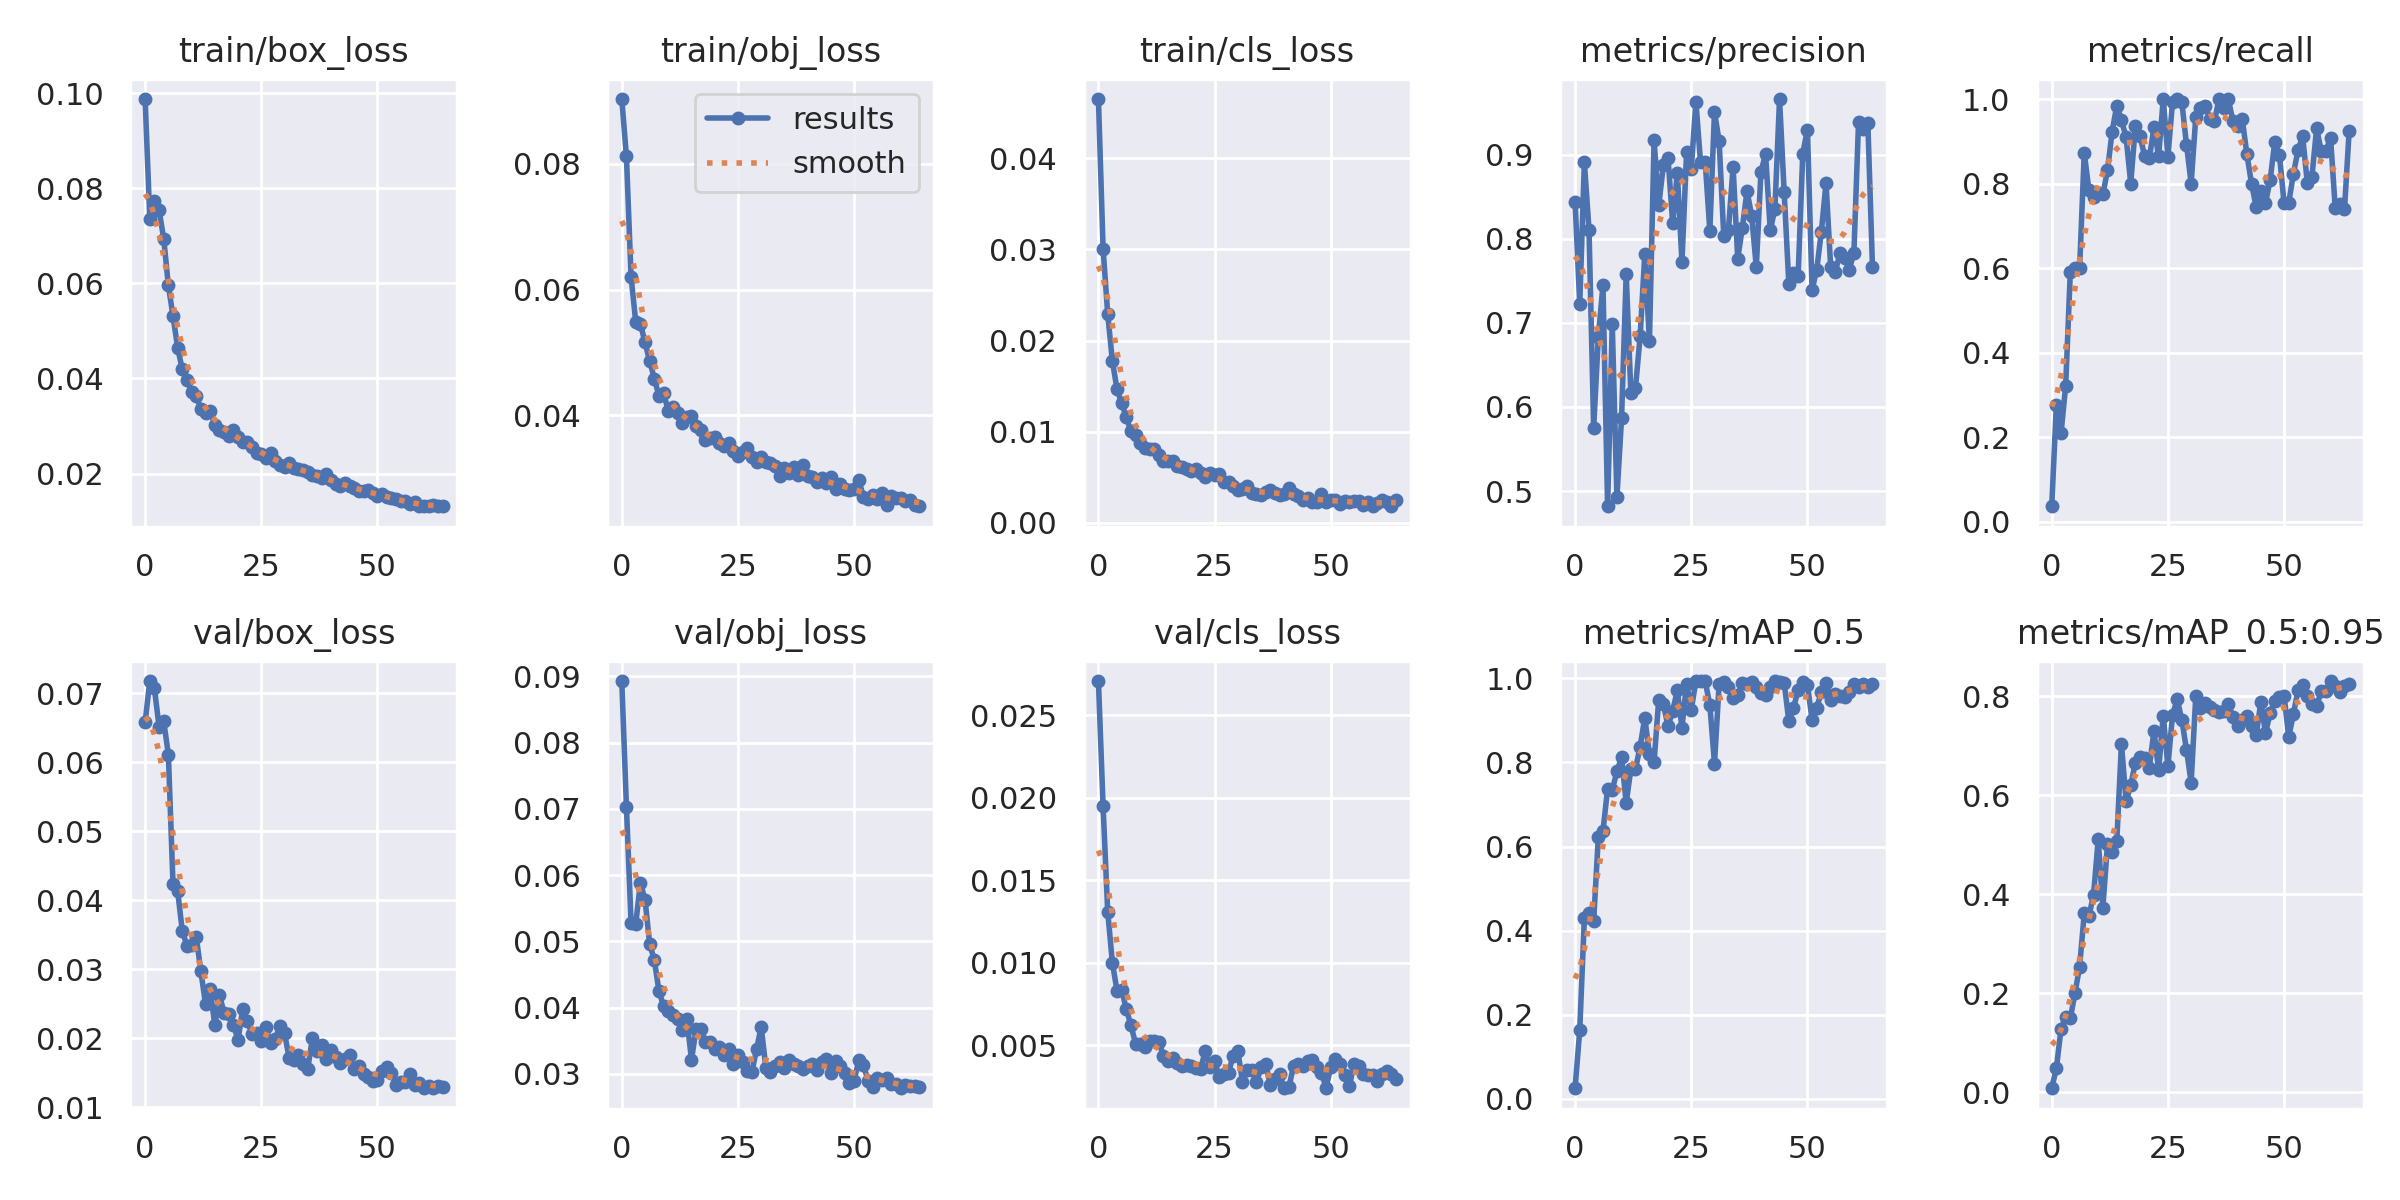 train/box_loss
0.10
0.08
0.06
0.04
0.02
0 25 50
train/obj_loss
results
smooth
0.08
0.06
0.04
0 25 50
train/cls_loss
0.04
0.03
0.02
0.01
0.00
0 25 50
metrics/precision
0.9
0.8
0.7
0.6
0.5
0 25 50
metrics/recall
1.0
0.8
0.6
0.4
0.2
0.0
0 25 50
val/box_loss
0.07
0.06
0.05
0.04
0.03
0.02
0.01
0 25 50
val/obj_loss
0.09
0.08
0.07
0.06
0.05
0.04
0.03
0 25 50
val/cls_loss
0.025
0.020
0.015
0.010
0.005
0 25 50
metrics/mAP_0.5
1.0
0.8
0.6
0.4
0.2
0.0
0 25 50
metrics/mAP_0.5:0.95
0.8
0.6
0.4
0.2
0.0
0 25 50